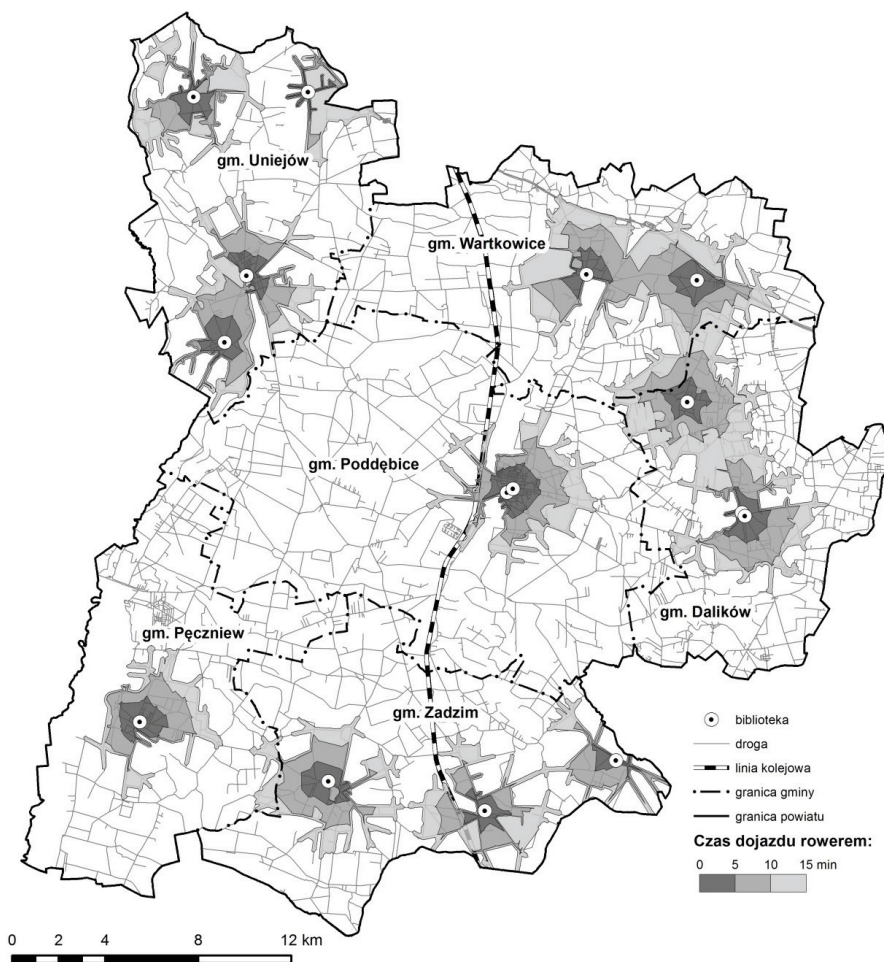 gm. Uniejów
gm. Wartkowice
gm. Poddębice
gm. Dalików
gm. Pęczniew
gm. Zadzim
biblioteka
droga
linia kolejowa
granica gminy
granica powiatu
Czas dojazdu rowerem:
0 5 10 15 min
0 2 4 8 12 km